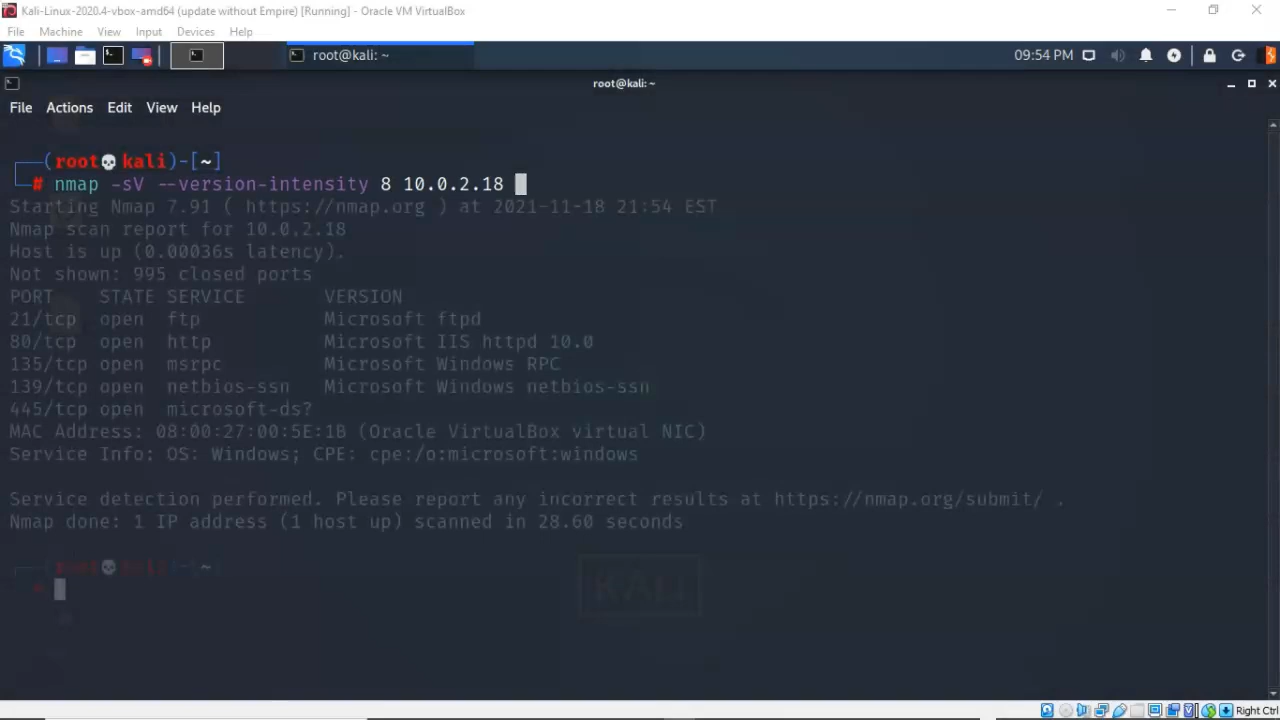 Kali-Linux-2020.4-vbox-amd64 (update without Empire) [Running] - Oracle VM VirtualBox
File Machine View Input Devices Help
root@kali: ~ 09:54 PM
root@kali:~
File Actions Edit View Help
┌──(root💀kali)-[~]
└─# nmap -sV --version-intensity 8 10.0.2.18
Starting Nmap 7.91 ( https://nmap.org ) at 2021-11-18 21:54 EST
Nmap scan report for 10.0.2.18
Host is up (0.00036s latency).
Not shown: 995 closed ports
PORT STATE SERVICE VERSION
21/tcp open ftp Microsoft ftpd
80/tcp open http Microsoft IIS httpd 10.0
135/tcp open msrpc Microsoft Windows RPC
139/tcp open netbios-ssn Microsoft Windows netbios-ssn
445/tcp open microsoft-ds?
MAC Address: 08:00:27:00:5E:1B (Oracle VirtualBox virtual NIC)
Service Info: OS: Windows; CPE: cpe:/o:microsoft:windows
Service detection performed. Please report any incorrect results at https://nmap.org/submit/ .
Nmap done: 1 IP address (1 host up) scanned in 28.60 seconds
┌──(root💀kali)-[~
└─#
KALI
Right Ctrl